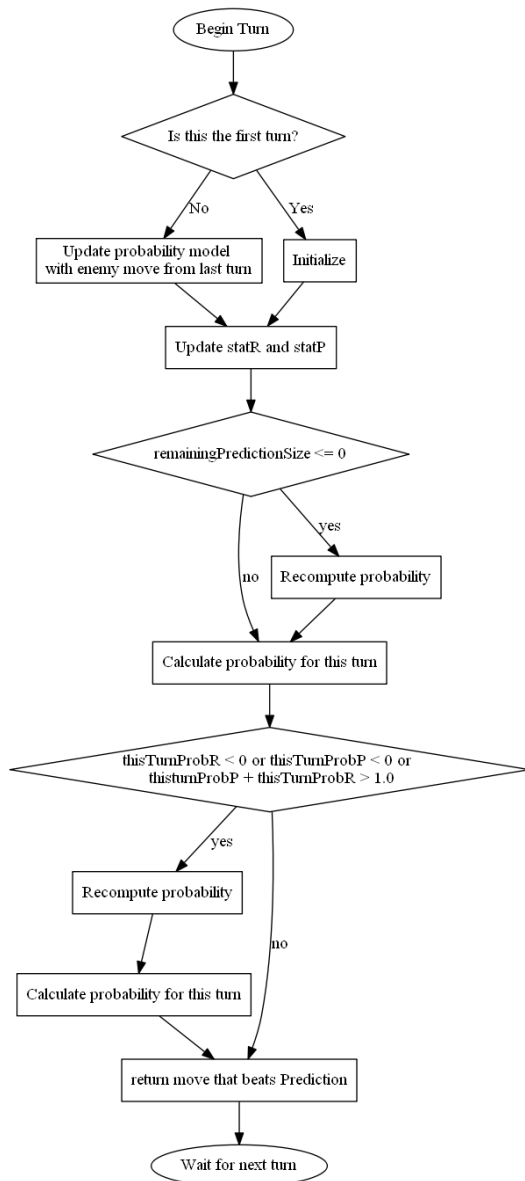 Begin Turn
Is this the first turn?
No
Yes
Update probability model
with enemy move from last turn
Initialize
Update statR and statP
remainingPredictionSize <= 0
yes
no
Recompute probability
Calculate probability for this turn
thisTurnProbR < 0 or thisTurnProbP < 0 or
thisturnProbP + thisTurnProbR > 1.0
yes
no
Recompute probability
Calculate probability for this turn
return move that beats Prediction
Wait for next turn